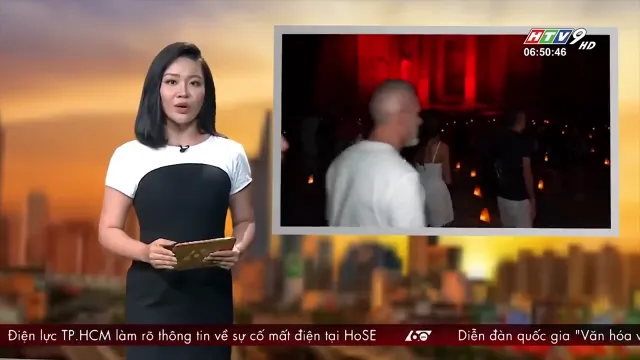 HTV9 HD
06:50:46
Điện lực TP.HCM làm rõ thông tin về sự cố mất điện tại HoSE
Diễn đàn quốc gia "Văn hóa